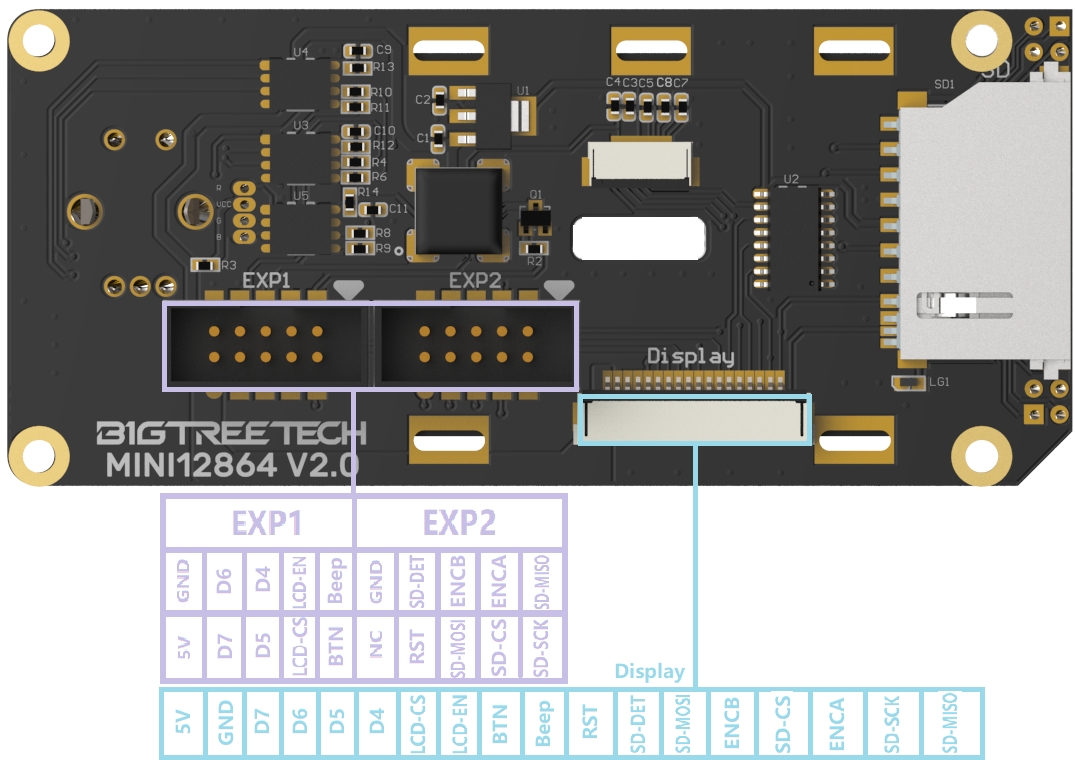 U4
C9
R13
R10
R11
U3
C10
R12
R4
R6
R14
U5
C11
R8
R9
R
VCC
G
B
R3
C2
U1
C1
Q1
R2
C4 C3 C5 C8 C7
U2
SD
SD1
LG1
EXP1
EXP2
Display
BIGTREETECH
MINI12864 V2.0
EXP1 EXP2
GND D6 D4 LCD-EN Beep GND SD-DET ENCB ENCA SD-MISO
5V D7 D5 LCD-CS BTN NC RST SD-MOSI SD-CS SD-SCK
Display
5V GND D7 D6 D5 D4 LCD-CS LCD-EN BTN Beep RST SD-DET SD-MOSI ENCB SD-CS ENCA SD-SCK SD-MISO